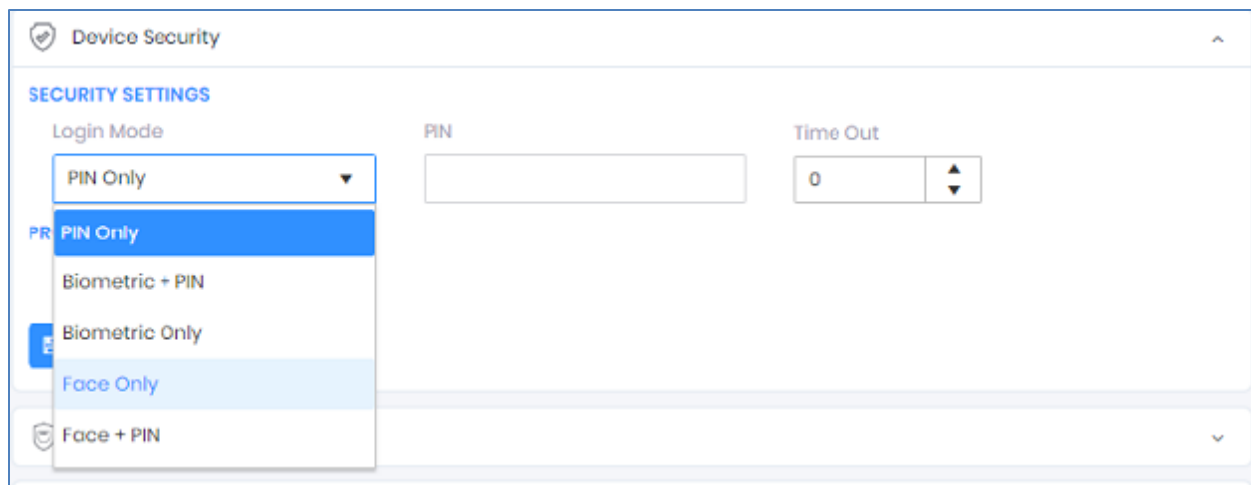 Device Security
SECURITY SETTINGS
Login Mode PIN Time Out
PIN Only 0
PR PIN Only
Biometric + PIN
Biometric Only
Face Only
Face + PIN